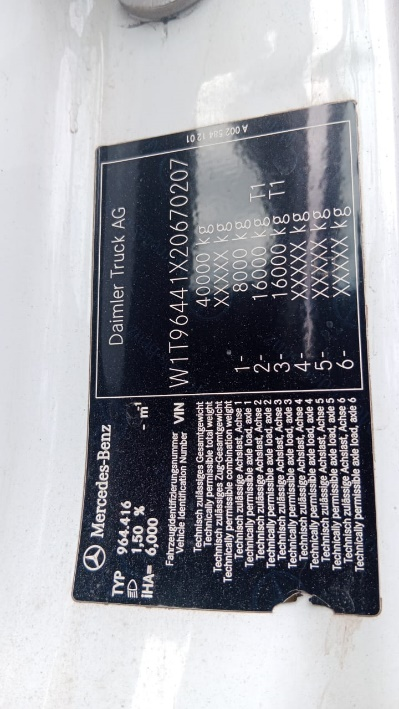 Mercedes-Benz
Daimler Truck AG
TYP 964.416
1,50 %
IHA= 6,000 - m¹
Fahrzeugidentifizierungsnummer
Vehicle Identification Number VIN W1T96441X20670207
Technisch zulässiges Gesamtgewicht
Technically permissible total weight 40000 kg
Technisch zulässiges Zug-Gesamtgewicht
Technically permissible combination weight XXXXX kg
Technisch zulässige Achslast, Achse 1
Technically permissible axle load, axle 1 1- 8000 kg
Technisch zulässige Achslast, Achse 2
Technically permissible axle load, axle 2 2- 16000 kg T1
Technisch zulässige Achslast, Achse 3
Technically permissible axle load, axle 3 3- 16000 kg T1
Technisch zulässige Achslast, Achse 4
Technically permissible axle load, axle 4 4- XXXXX kg
Technisch zulässige Achslast, Achse 5
Technically permissible axle load, axle 5 5- XXXXX kg
Technisch zulässige Achslast, Achse 6
Technically permissible axle load, axle 6 6- XXXXX kg